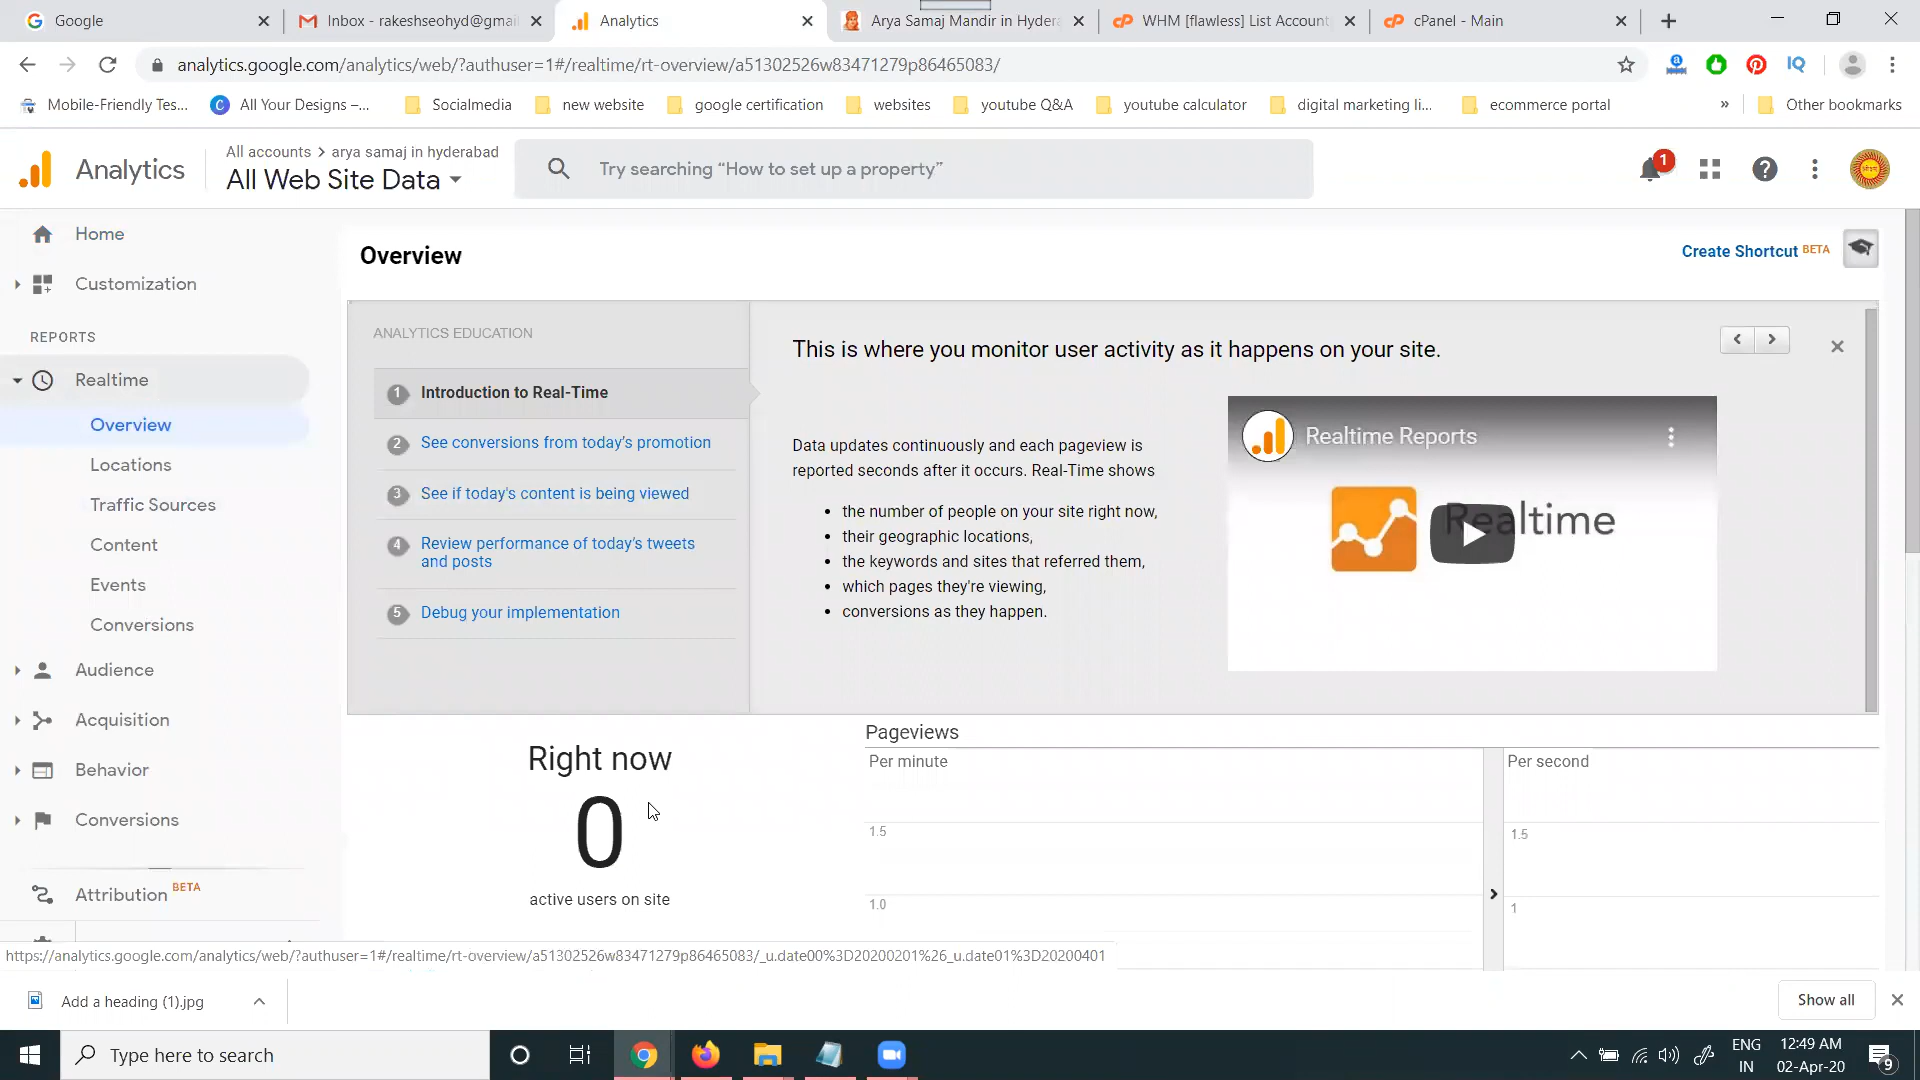 Google
Inbox - rakeshseohyd@gmai
Analytics
Arya Samaj Mandir in Hydera
WHM [flawless] List Account
cPanel - Main
analytics.google.com/analytics/web/?authuser=1#/realtime/rt-overview/a51302526w83471279p86465083/
Mobile-Friendly Tes...
All Your Designs –...
Socialmedia
new website
google certification
websites
youtube Q&A
youtube calculator
digital marketing li...
ecommerce portal
»
Other bookmarks
Analytics
All accounts > arya samaj in hyderabad
All Web Site Data
Try searching “How to set up a property”
1
Home
Customization
REPORTS
Realtime
Overview
Locations
Traffic Sources
Content
Events
Conversions
Audience
Acquisition
Behavior
Conversions
Attribution BETA
Overview
Create Shortcut BETA
ANALYTICS EDUCATION
1 Introduction to Real-Time
2 See conversions from today's promotion
3 See if today's content is being viewed
4 Review performance of today's tweets
and posts
5 Debug your implementation
This is where you monitor user activity as it happens on your site.
Data updates continuously and each pageview is
reported seconds after it occurs. Real-Time shows
• the number of people on your site right now,
• their geographic locations,
• the keywords and sites that referred them,
• which pages they're viewing,
• conversions as they happen.
Realtime Reports
Realtime
Right now
0
active users on site
Pageviews
Per minute
1.5
1.0
Per second
1.5
1
https://analytics.google.com/analytics/web/?authuser=1#/realtime/rt-overview/a51302526w83471279p86465083/_u.date00%3D20200201%26_u.date01%3D20200401
Add a heading (1).jpg
Show all
Type here to search
ENG
IN
12:49 AM
02-Apr-20
9